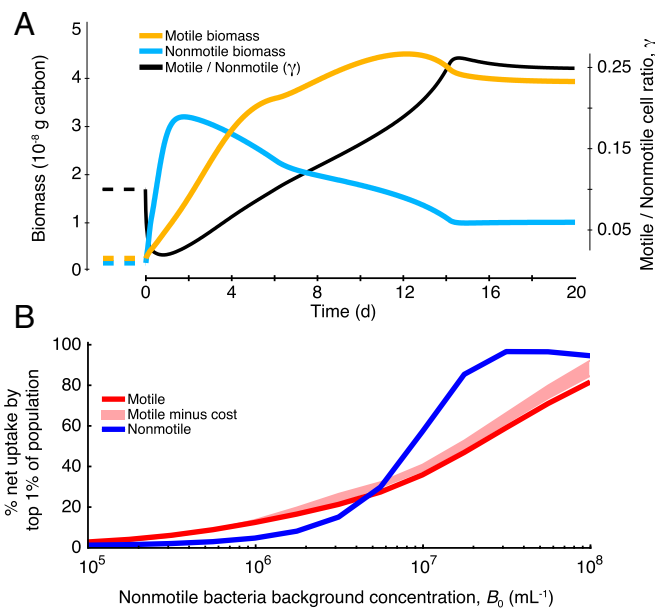 A
Motile biomass
Nonmotile biomass
Motile / Nonmotile (γ)
Biomass (10⁻⁸ g carbon)
5
4
3
2
1
0
Motile / Nonmotile cell ratio, γ
0.25
0.15
0.05
0 4 8 12 16 20
Time (d)
B
% net uptake by
top 1% of population
100
80
60
40
20
0
Motile
Motile minus cost
Nonmotile
10⁵ 10⁶ 10⁷ 10⁸
Nonmotile bacteria background concentration, B₀ (mL⁻¹)